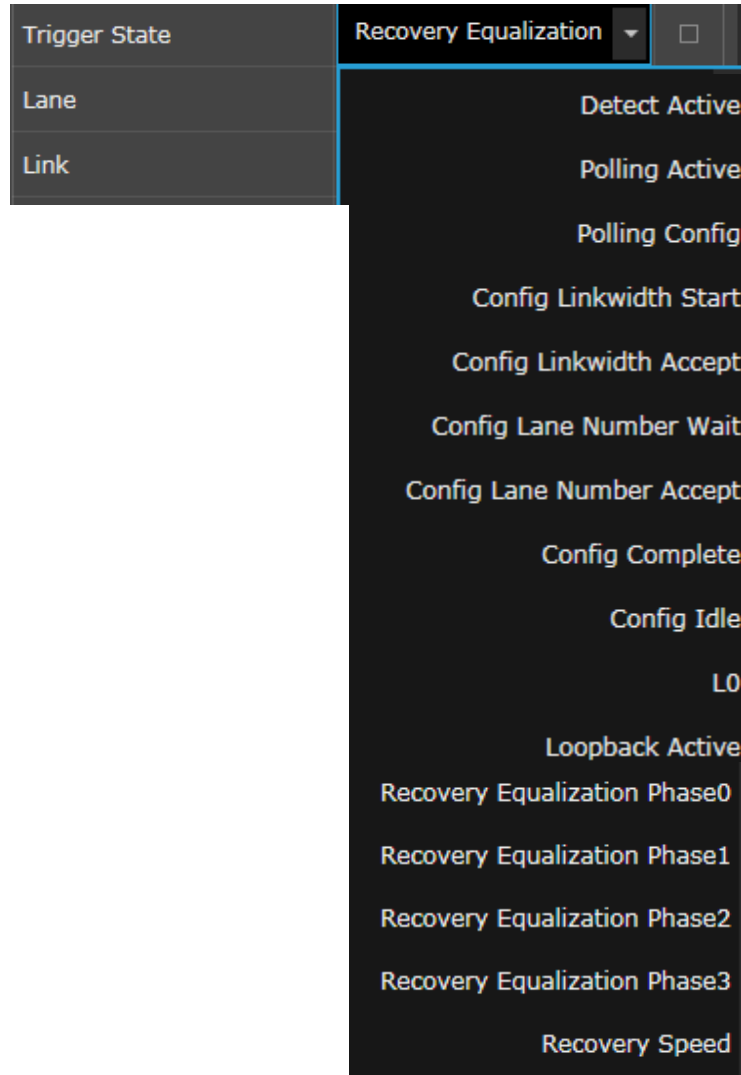 Trigger State
Recovery Equalization
Lane
Link
Detect Active
Polling Active
Polling Config
Config Linkwidth Start
Config Linkwidth Accept
Config Lane Number Wait
Config Lane Number Accept
Config Complete
Config Idle
L0
Loopback Active
Recovery Equalization Phase0
Recovery Equalization Phase1
Recovery Equalization Phase2
Recovery Equalization Phase3
Recovery Speed